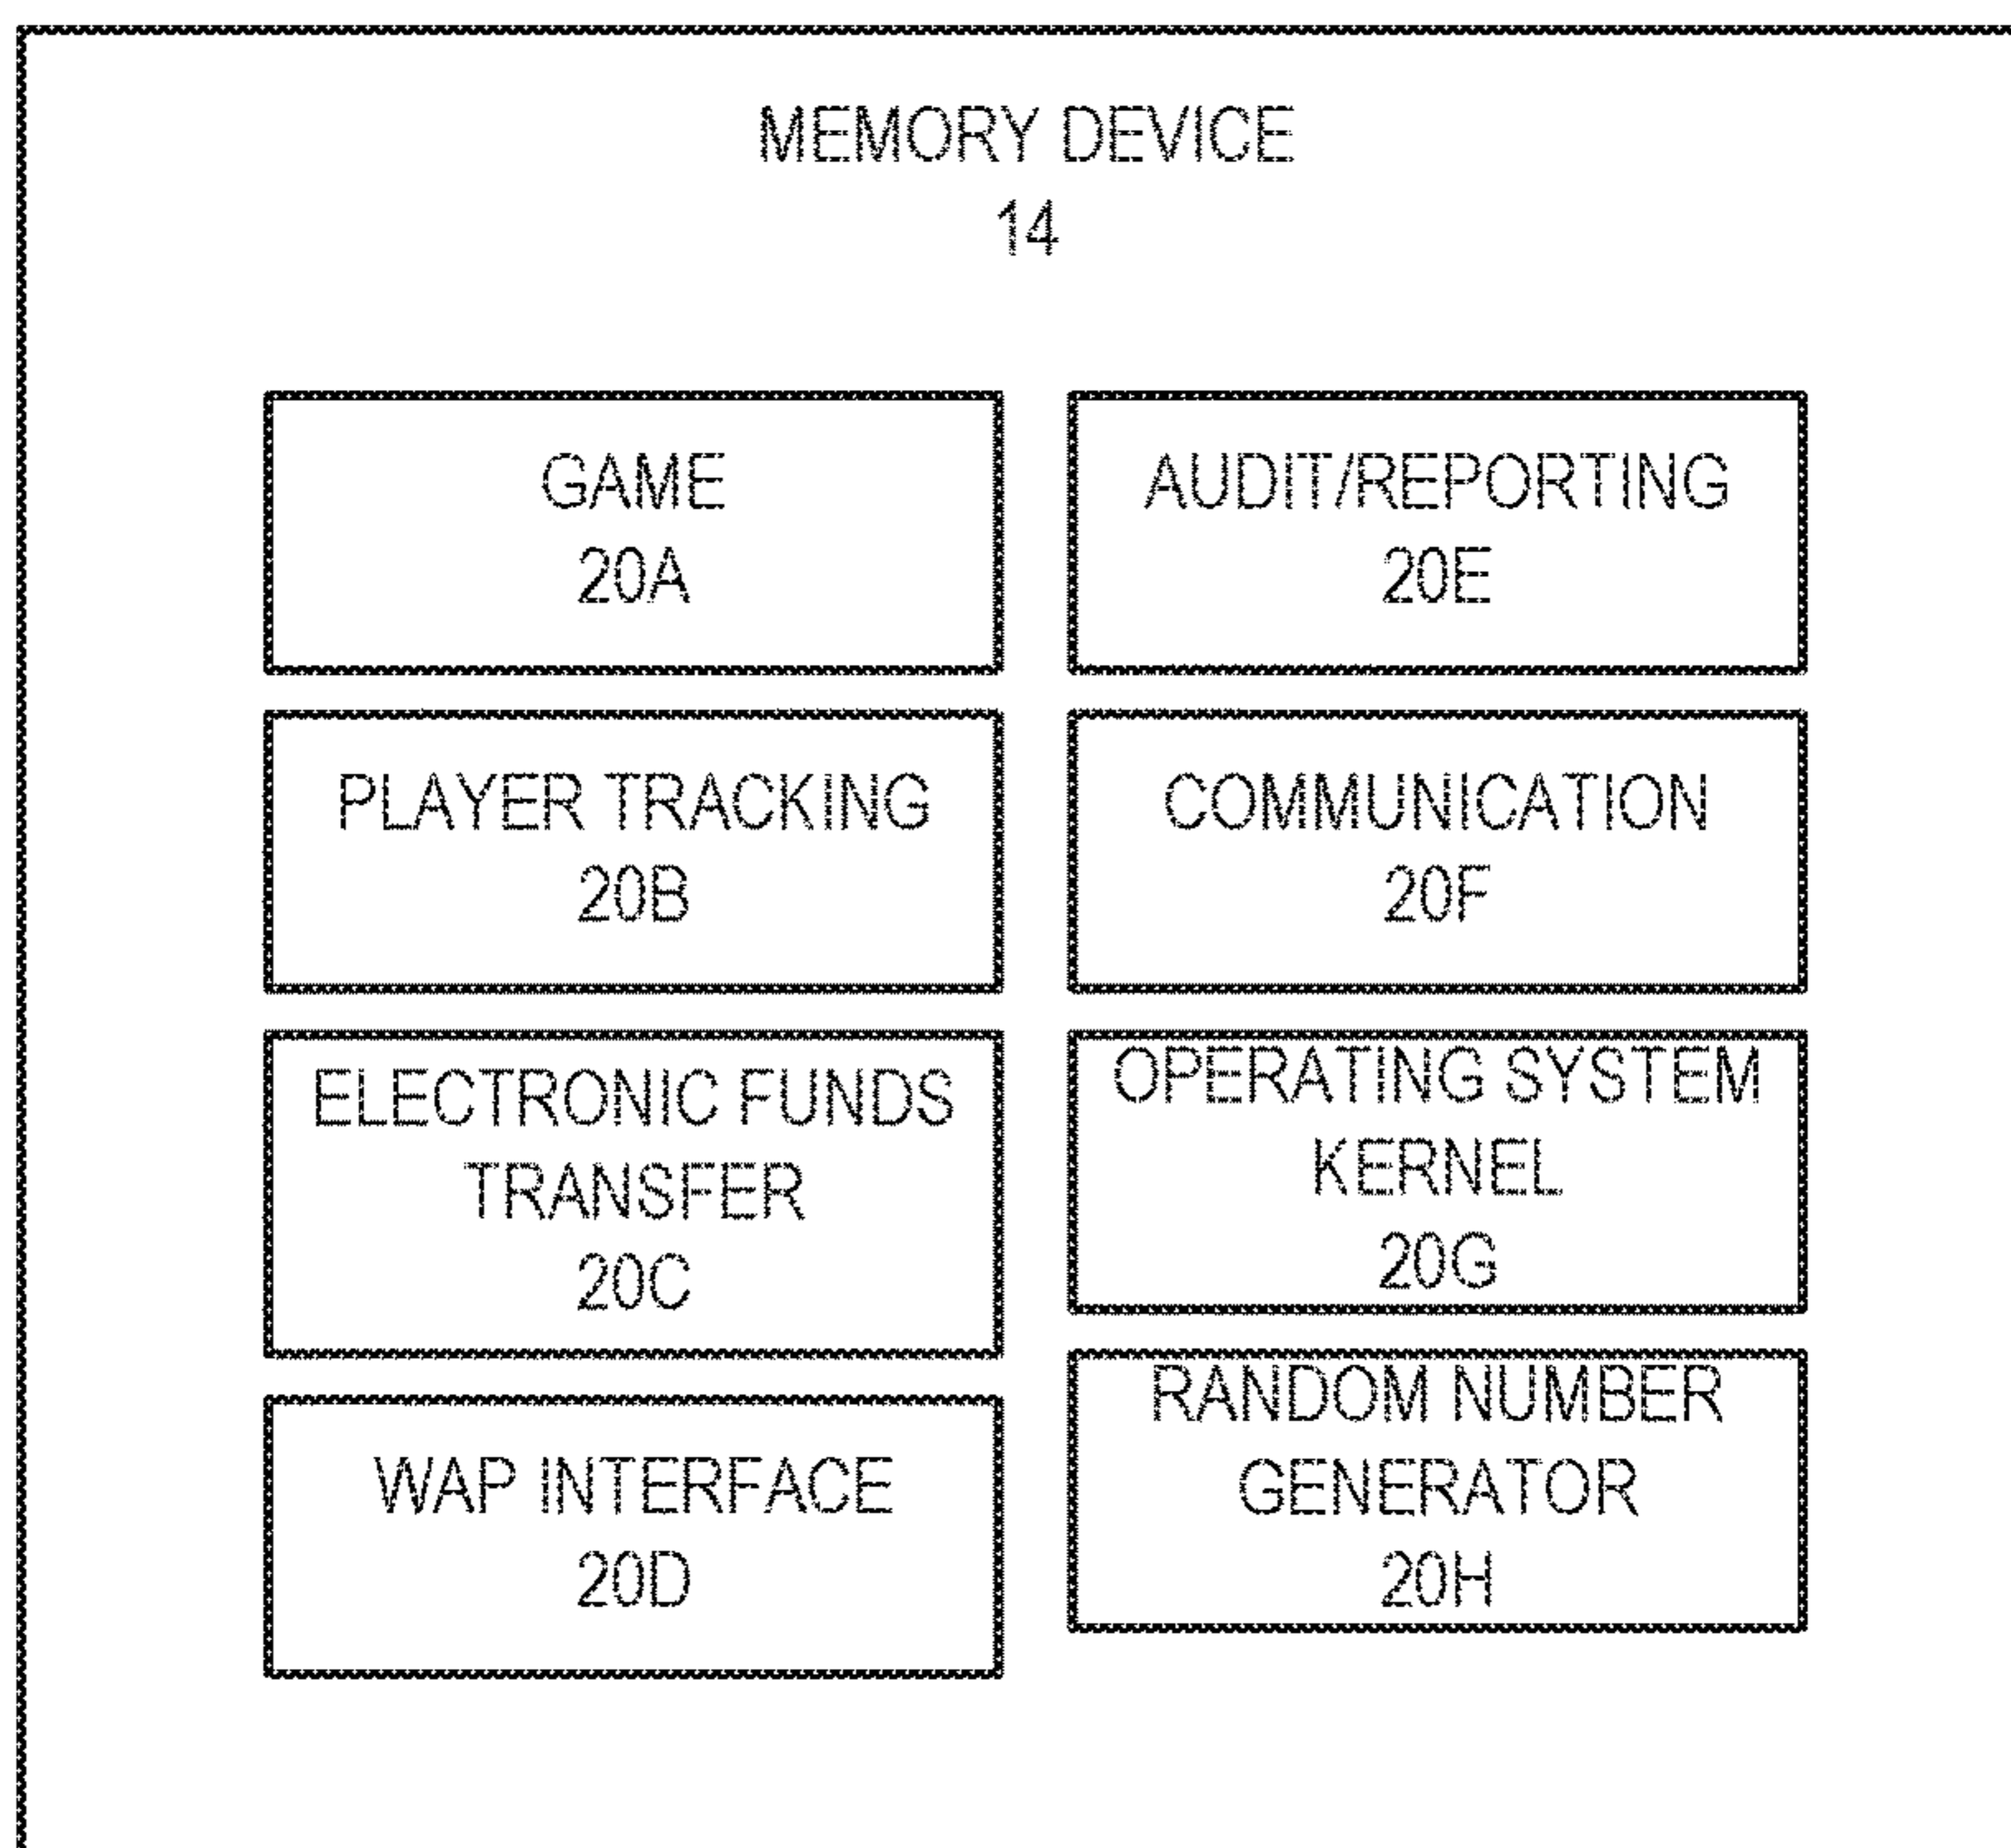 MEMORY DEVICE
14
GAME
20A
PLAYER TRACKING
20B
ELECTRONIC FUNDS
TRANSFER
20C
WAP INTERFACE
20D
AUDIT/REPORTING
20E
COMMUNICATION
20F
OPERATING SYSTEM
KERNEL
20G
RANDOM NUMBER
GENERATOR
20H